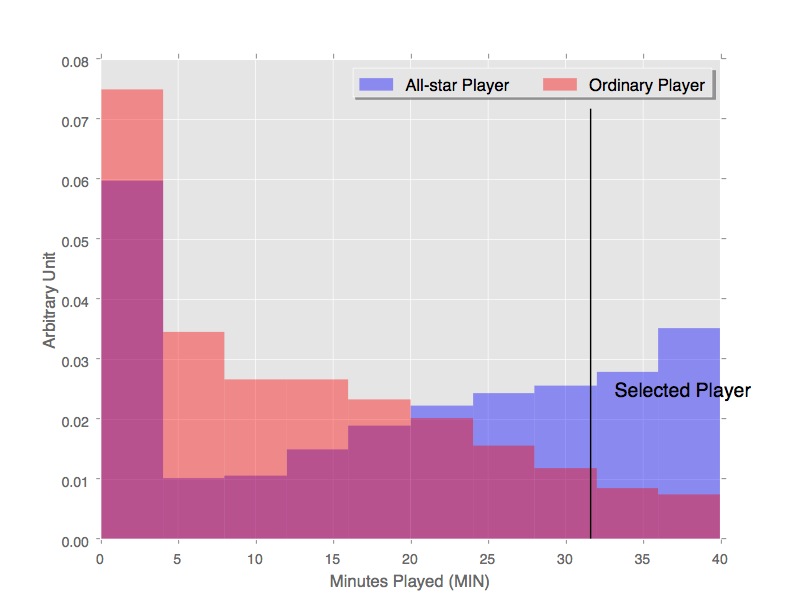 All-star Player Ordinary Player
0.08
0.07
0.06
0.05
0.04
0.03
0.02
0.01
0.00
Arbitrary Unit
Selected Player
0 5 10 15 20 25 30 35 40
Minutes Played (MIN)